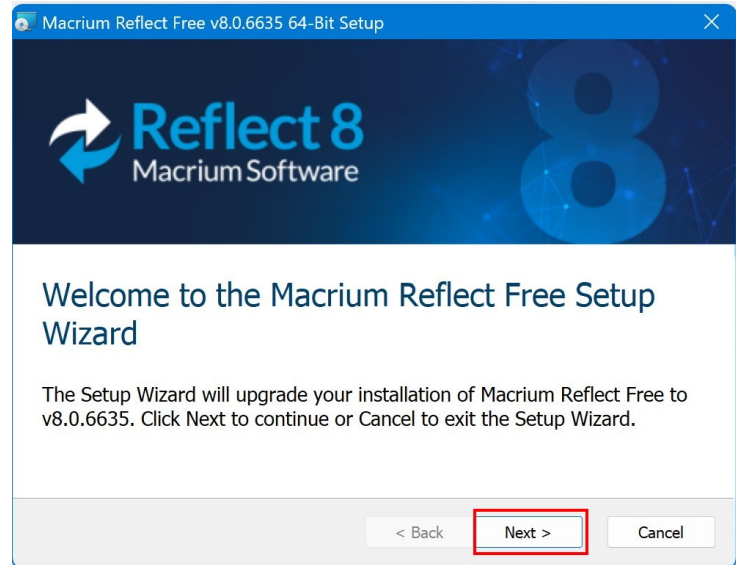 Macrium Reflect Free v8.0.6635 64-Bit Setup
Reflect 8
Macrium Software
8
Welcome to the Macrium Reflect Free Setup
Wizard
The Setup Wizard will upgrade your installation of Macrium Reflect Free to
v8.0.6635. Click Next to continue or Cancel to exit the Setup Wizard.
< Back Next > Cancel